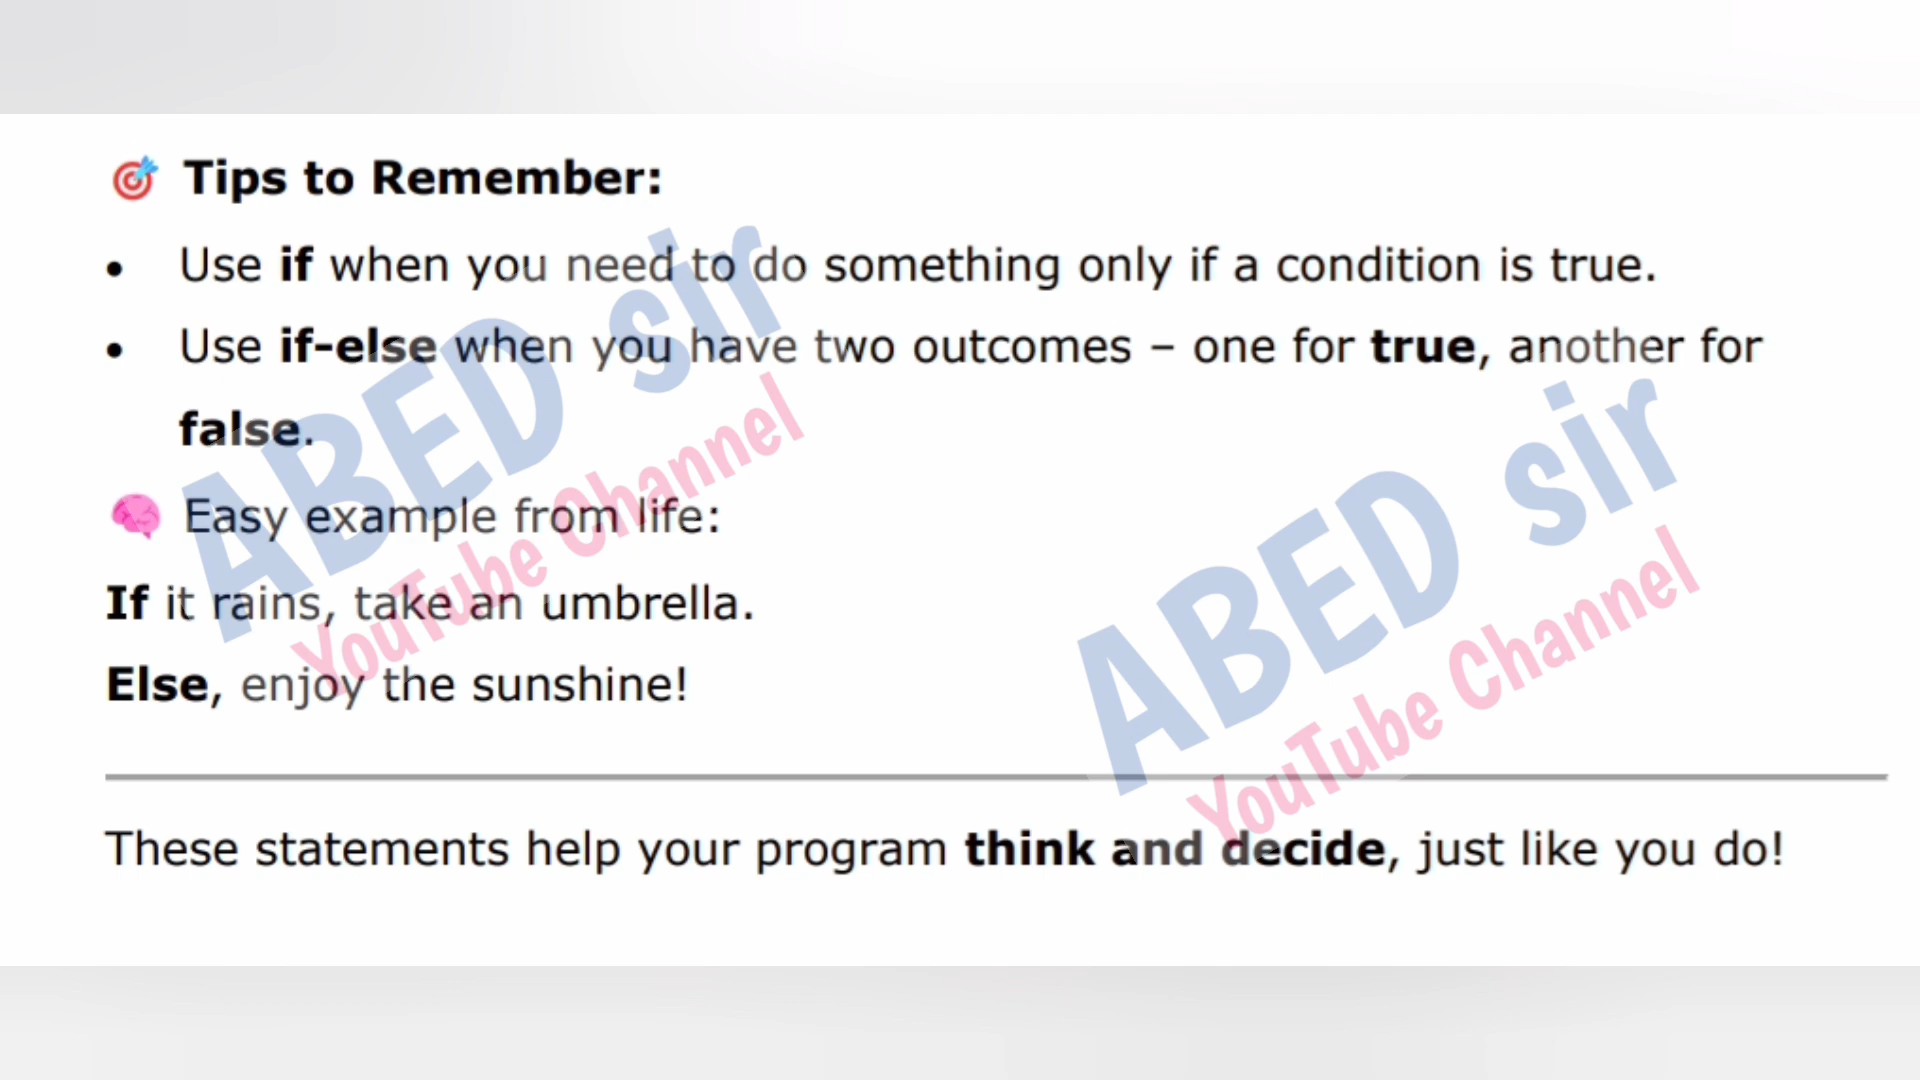 🎯 Tips to Remember:
• Use if when you need to do something only if a condition is true.
• Use if-else when you have two outcomes – one for true, another for
false.
🧠 Easy example from life:
If it rains, take an umbrella.
Else, enjoy the sunshine!
These statements help your program think and decide, just like you do!
ABED sir
YouTube Channel
ABED sir
YouTube Channel